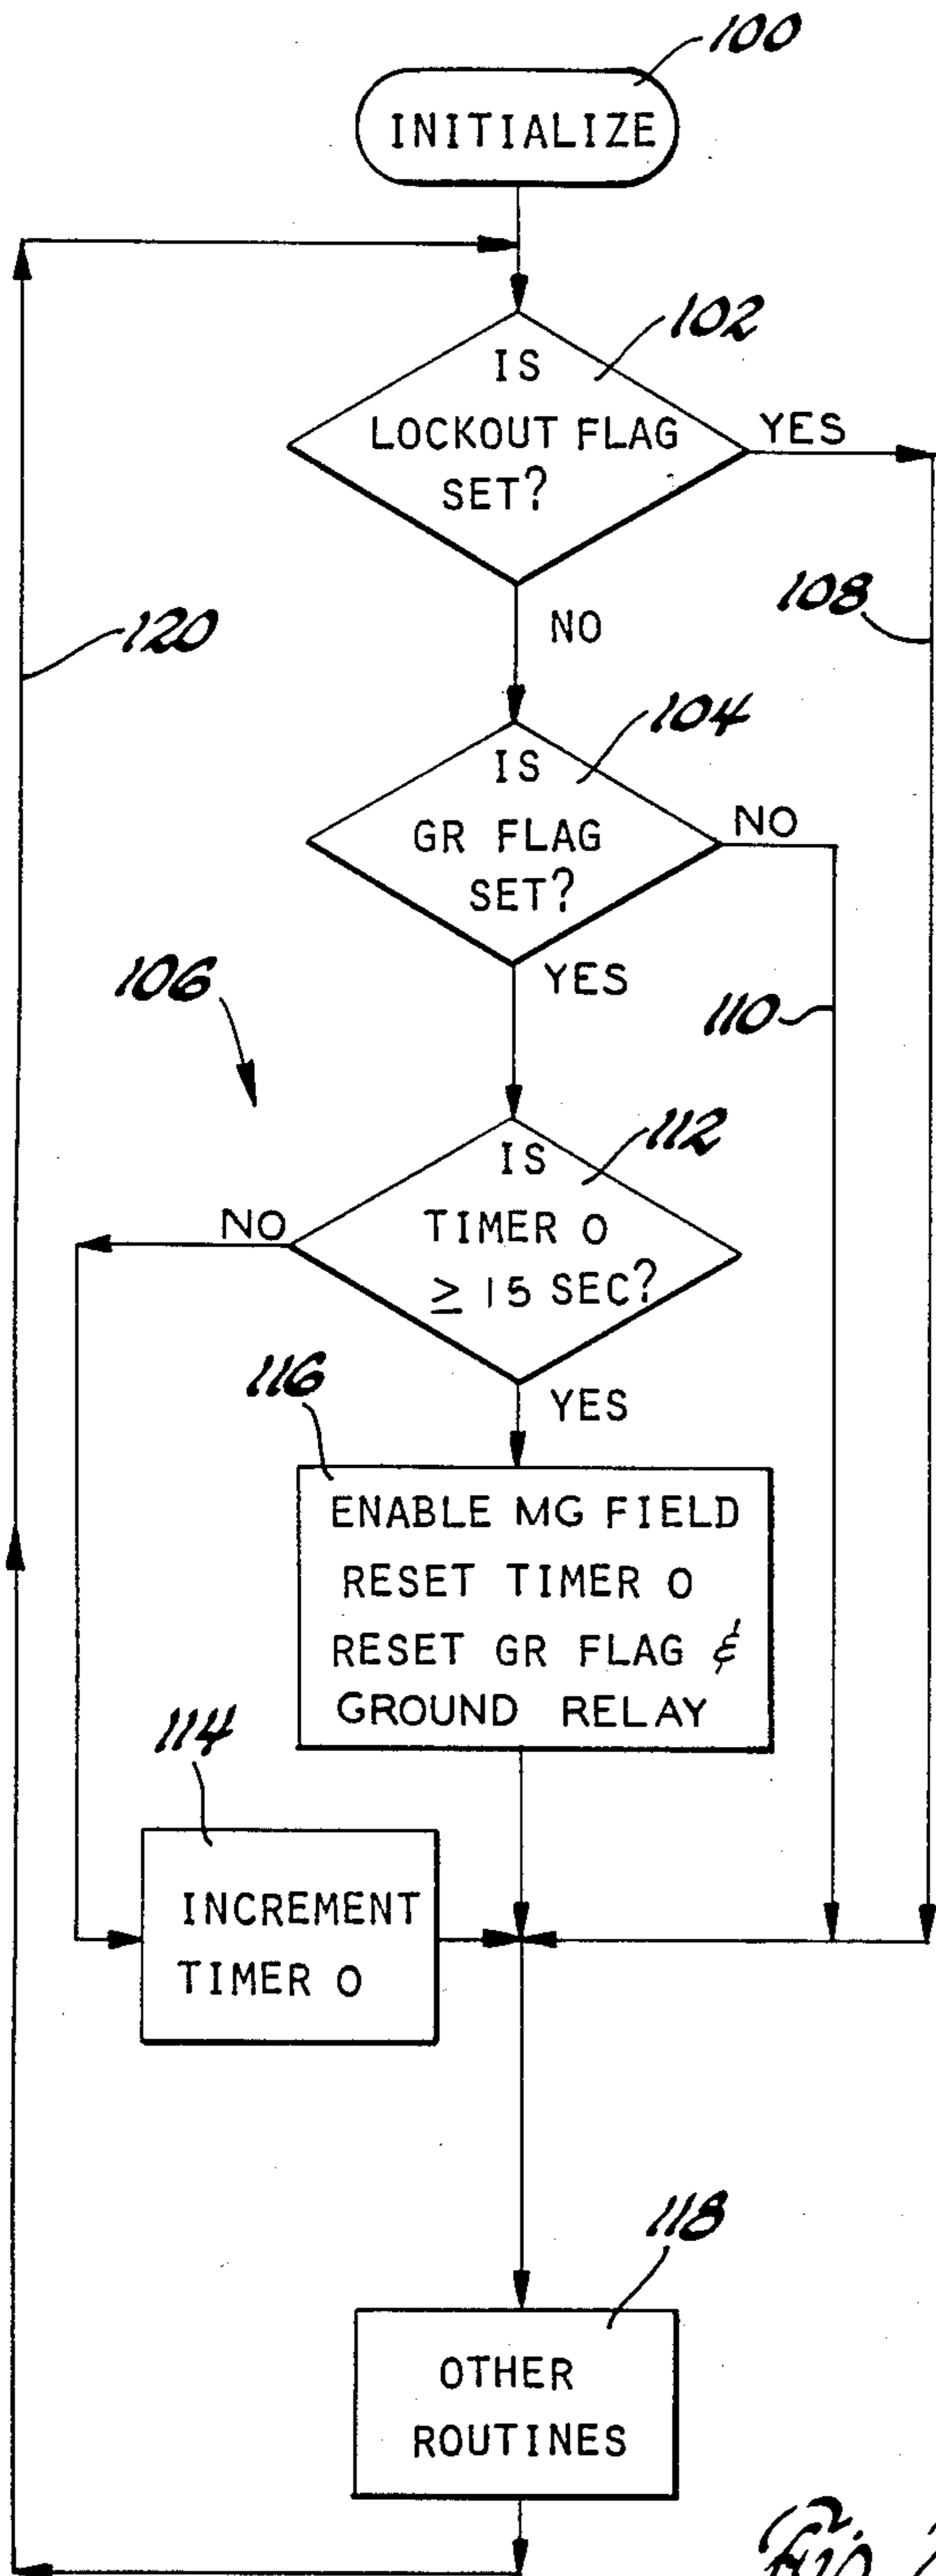 100
INITIALIZE
102
IS
LOCKOUT FLAG
SET?
YES
108
120
NO
104
IS
GR FLAG
SET?
NO
106
YES
110
112
IS
NO
TIMER 0
≥ 15 SEC?
116
YES
ENABLE MG FIELD
RESET TIMER 0
RESET GR FLAG &
GROUND RELAY
114
INCREMENT
TIMER 0
118
OTHER
ROUTINES